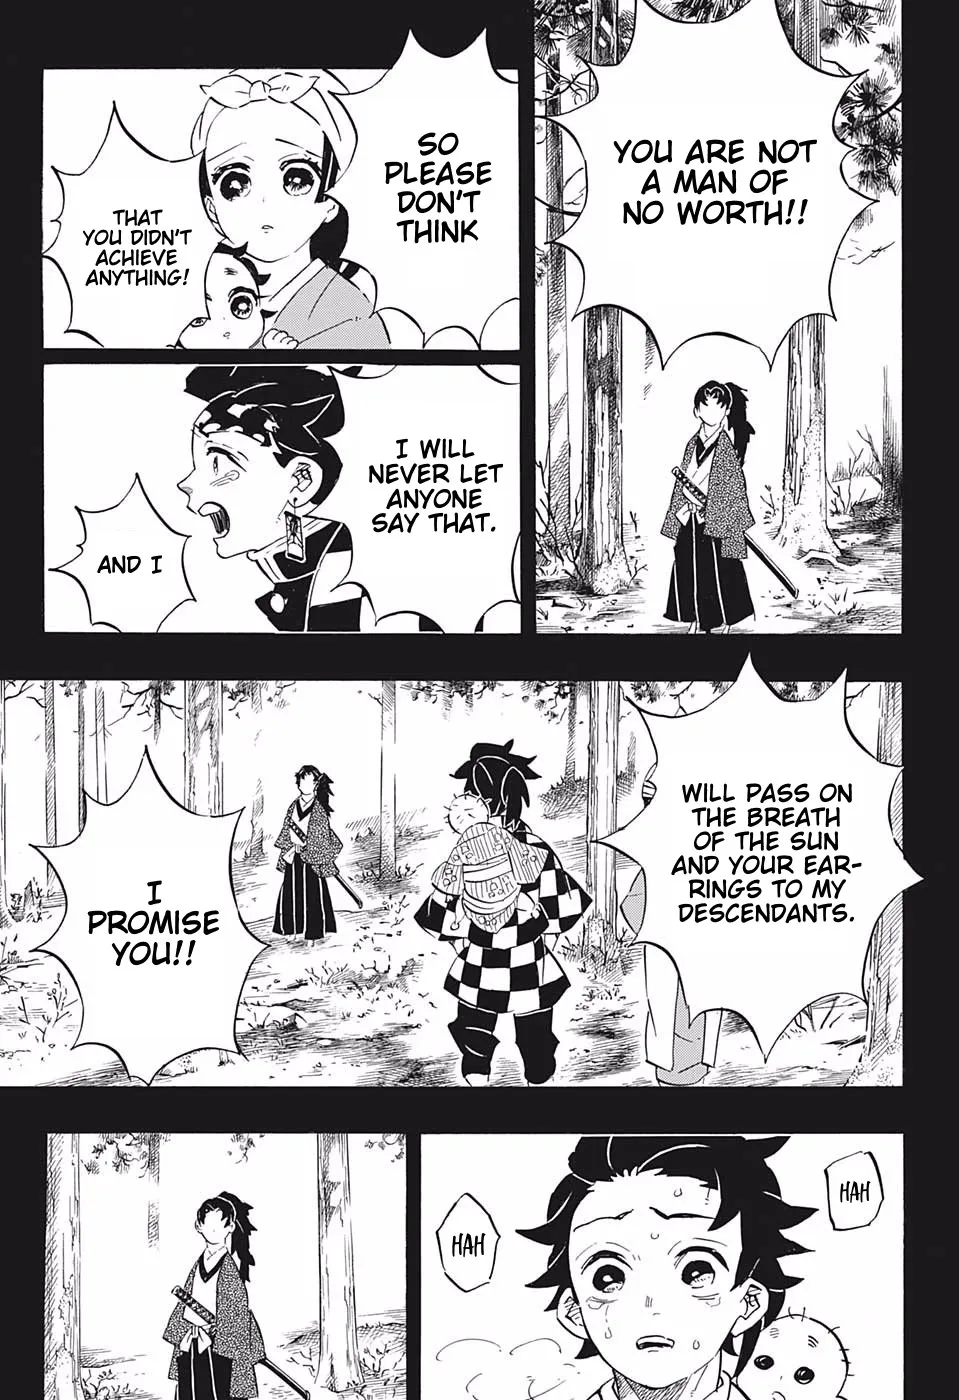 YOU ARE NOT
A MAN OF
NO WORTH!!
SO
PLEASE
DON'T
THINK
THAT
YOU DIDN'T
ACHIEVE
ANYTHING!
I WILL
NEVER LET
ANYONE
SAY THAT.
AND I
WILL PASS ON
THE BREATH
OF THE SUN
AND YOUR EAR-
RINGS TO MY
DESCENDANTS.
I
PROMISE
YOU!!
HAH
HAH